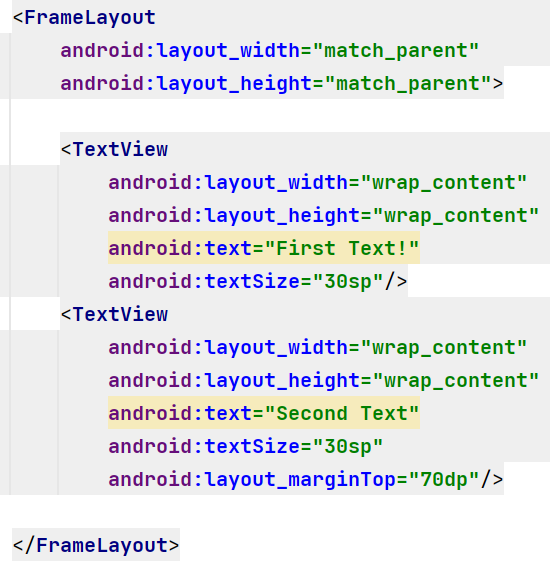 <FrameLayout
android:layout_width="match_parent"
android:layout_height="match_parent">
<TextView
android:layout_width="wrap_content"
android:layout_height="wrap_content"
android:text="First Text!"
android:textSize="30sp"/>
<TextView
android:layout_width="wrap_content"
android:layout_height="wrap_content"
android:text="Second Text"
android:textSize="30sp"
android:layout_marginTop="70dp"/>
</FrameLayout>